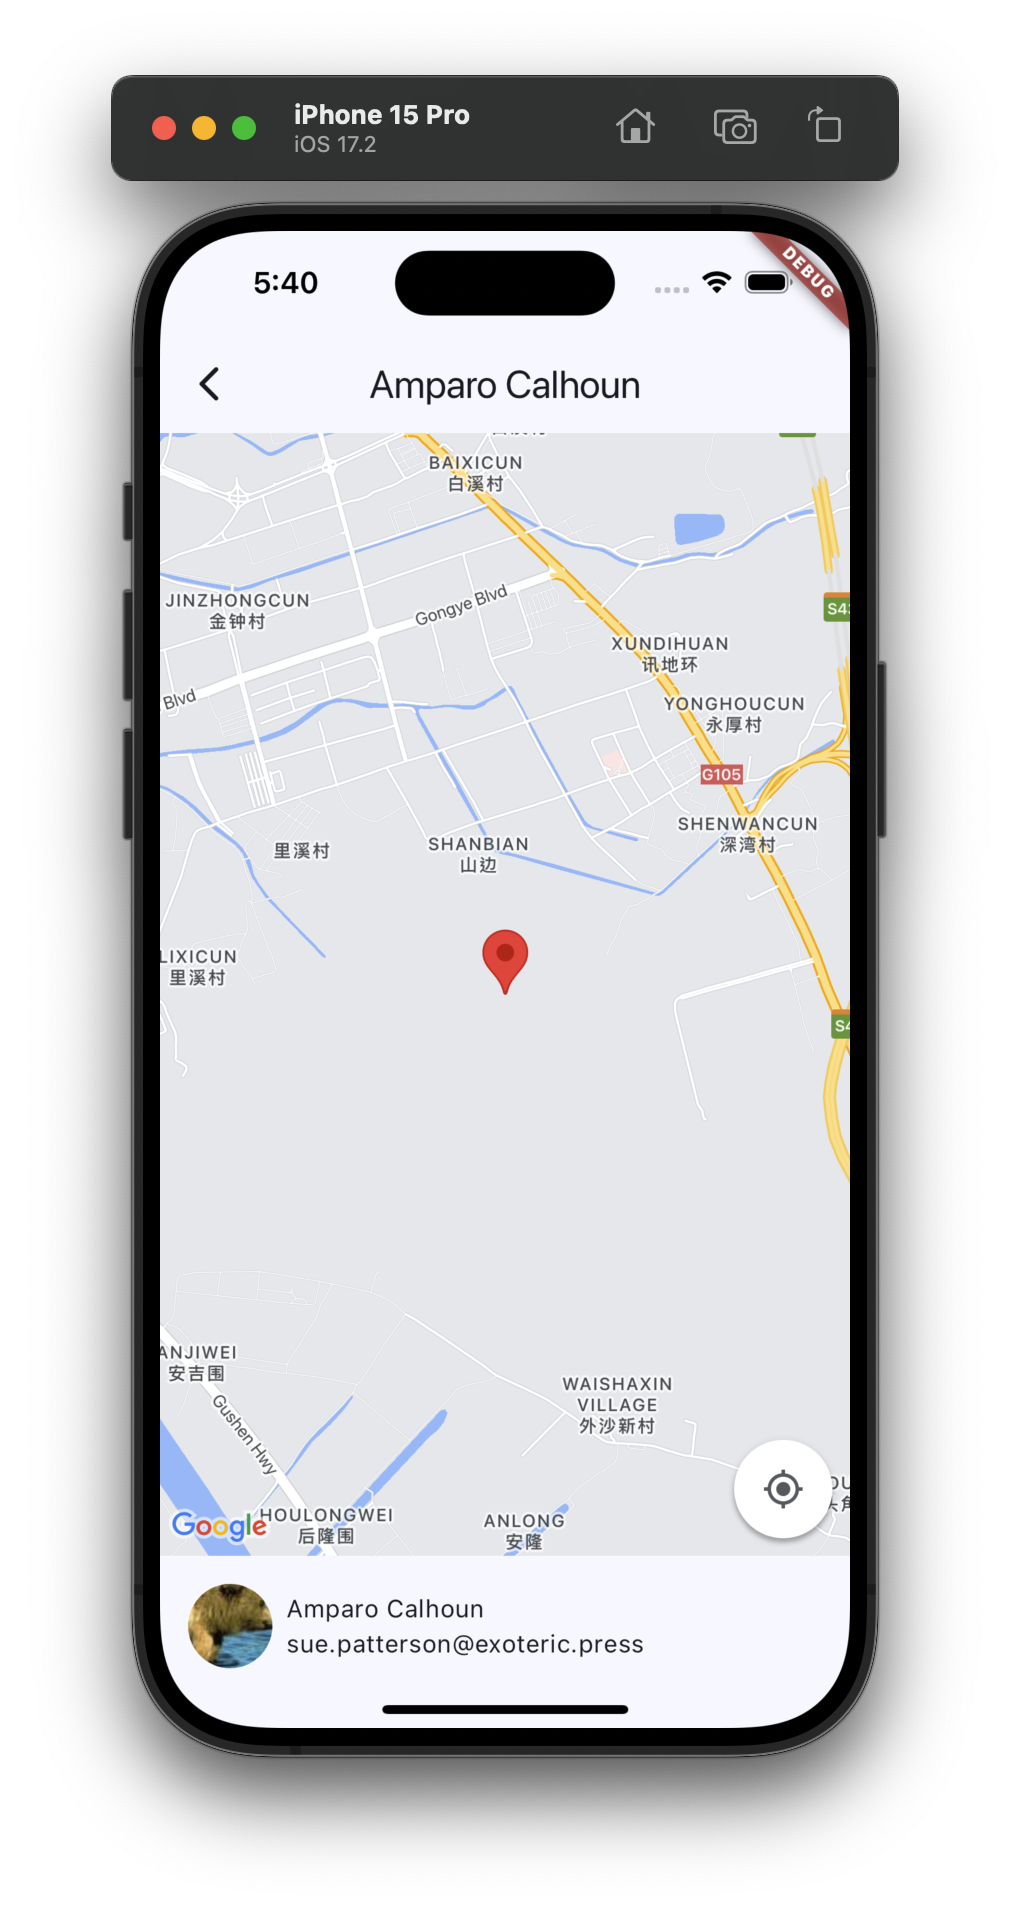 iPhone 15 Pro
iOS 17.2
DEBUG
5:40
Amparo Calhoun
BAIXICUN
白溪村
JINZHONGCUN
金钟村
Gongye Blvd
S43
XUNDIHUAN
讯地环
Blvd
YONGHOUCUN
永厚村
G105
SHENWANCUN
深湾村
SHANBIAN
山边
里溪村
LIXICUN
里溪村
S4
ANJIWEI
安吉围
Gushen Hwy
WAISHAXIN
VILLAGE
外沙新村
Google
HOULONGWEI
后隆围
ANLONG
安隆
Amparo Calhoun
sue.patterson@exoteric.press